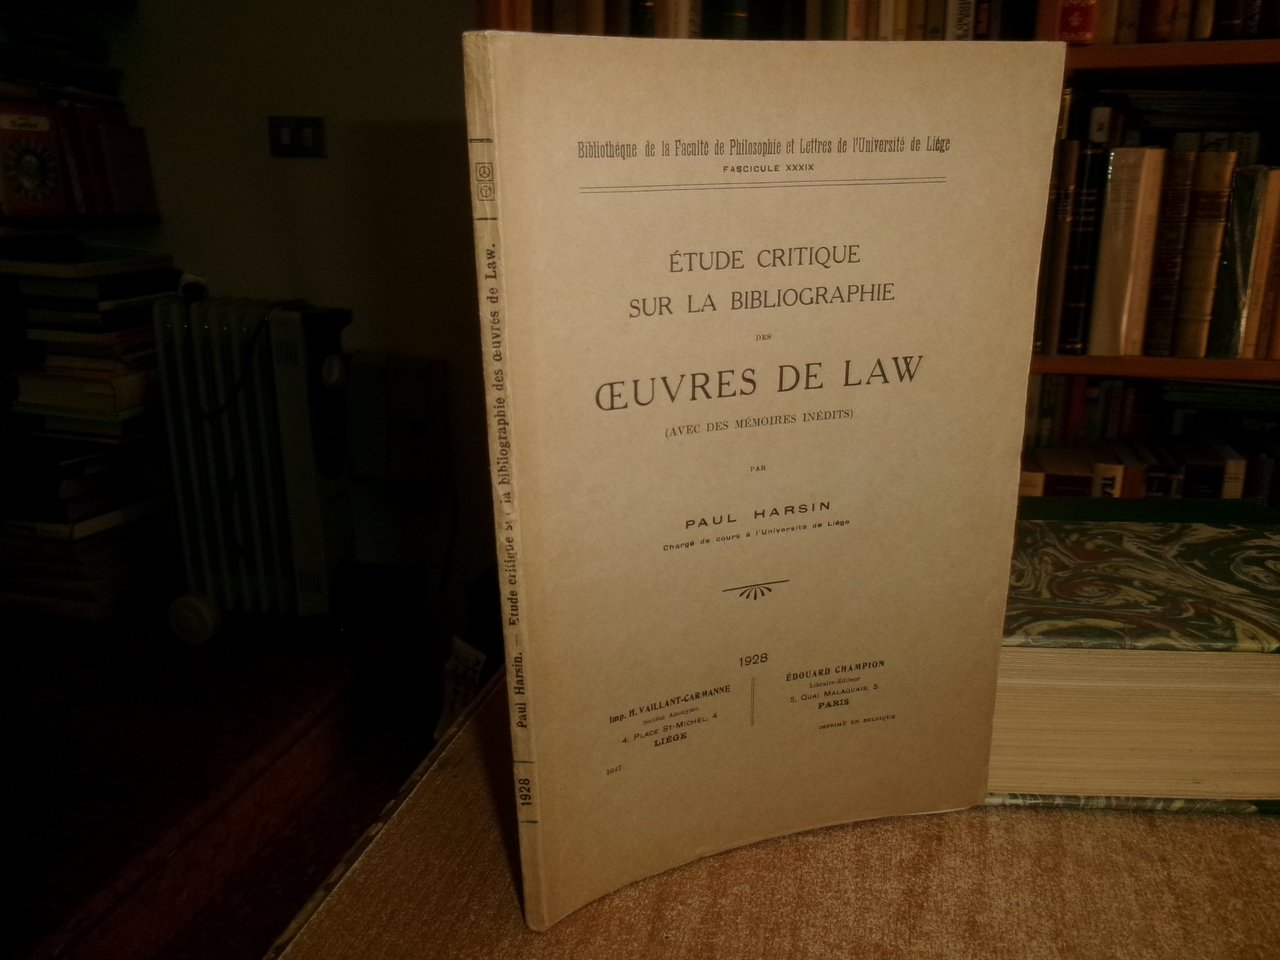 Bibliothèque de la Faculté de Philosophie et Lettres de l'Université de Liége
FASCICULE XXXIX
ÉTUDE CRITIQUE
SUR LA BIBLIOGRAPHIE
DES
ŒUVRES DE LAW
(AVEC DES MÉMOIRES INÉDITS)
PAR
PAUL HARSIN
Chargé de cours à l'Université de Liége
1928
Imp. H. VAILLANT-CARMANNE
Société Anonyme
4, PLACE ST-MICHEL, 4
LIÉGE
1647
ÉDOUARD CHAMPION
Libraire-Éditeur
5, QUAI MALAQUAIS, 5
PARIS
IMPRIMÉ EN BELGIQUE
1928 Paul Harsin. — Étude critique sur la bibliographie des œuvres de Law.